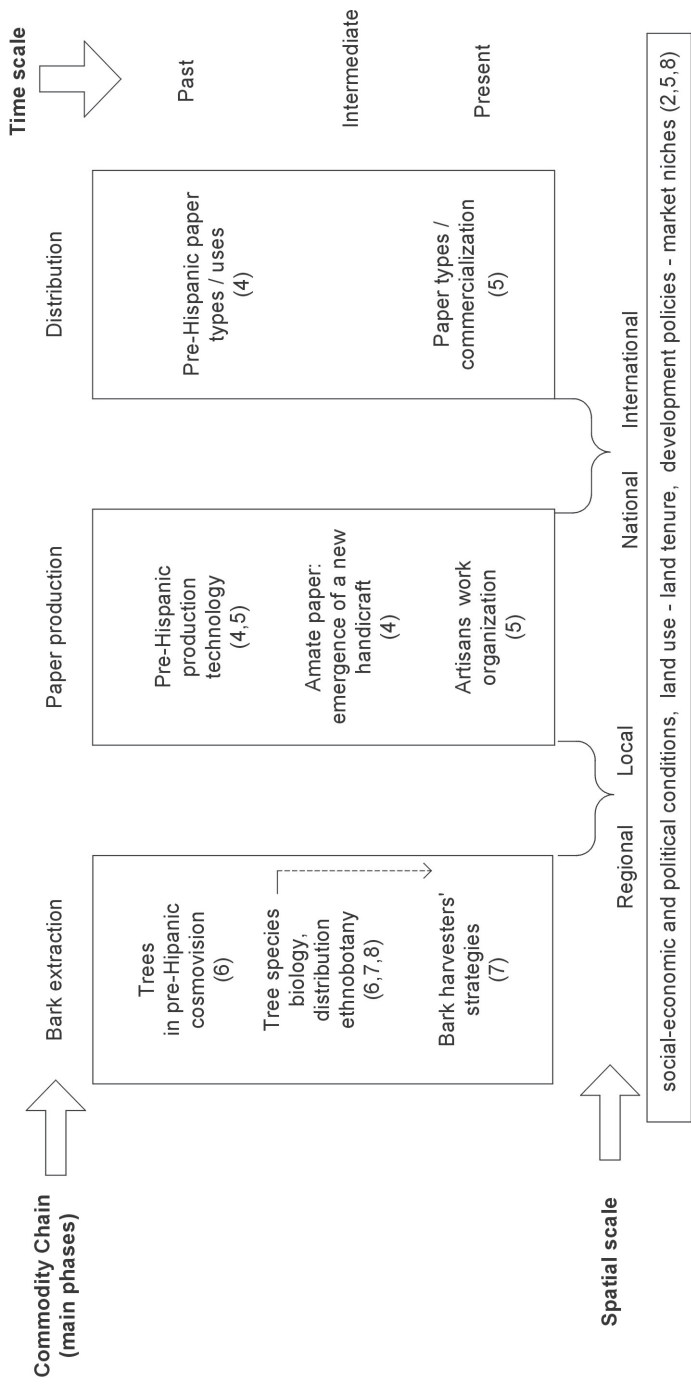 Commodity Chain
(main phases)
Bark extraction
Paper production
Distribution
Time scale
Trees
in pre-Hipanic
cosmovision
(6)
Pre-Hispanic
production
technology
(4,5)
Pre-Hispanic paper
types / uses
(4)
Past
Tree species
biology,
distribution
ethnobotany
(6,7,8)
Amate paper:
emergence of a new
handicraft
(4)
Intermediate
Bark harvesters'
strategies
(7)
Artisans work
organization
(5)
Paper types /
commercialization
(5)
Present
Spatial scale
Regional
Local
National
International
social-economic and political conditions, land use - land tenure, development policies - market niches (2,5,8)